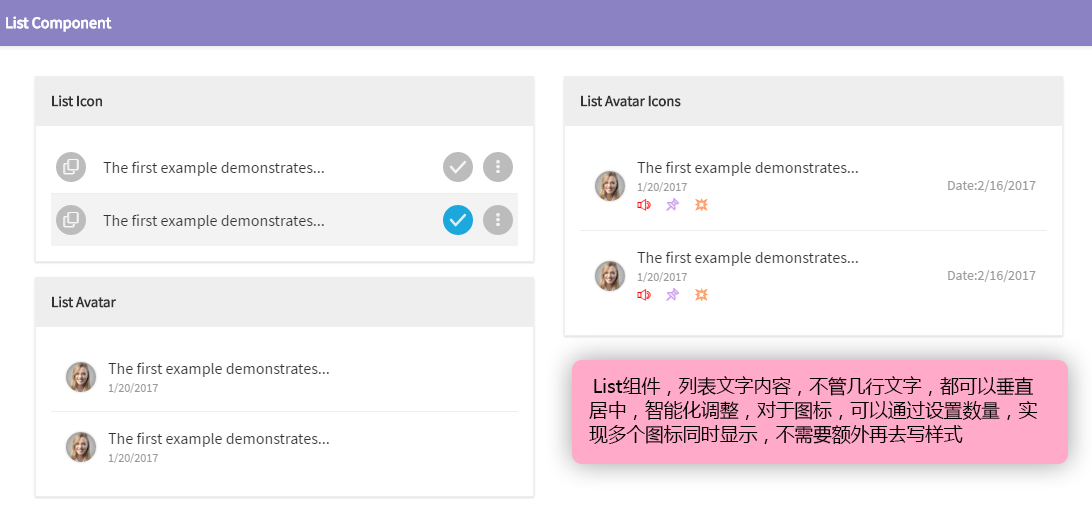 List Component
List Icon
The first example demonstrates...
The first example demonstrates...
List Avatar
The first example demonstrates...
1/20/2017
The first example demonstrates...
1/20/2017
List Avatar Icons
The first example demonstrates...
1/20/2017
Date:2/16/2017
The first example demonstrates...
1/20/2017
Date:2/16/2017
List组件，列表文字内容，不管几行文字，都可以垂直
居中，智能化调整，对于图标，可以通过设置数量，实
现多个图标同时显示，不需要额外再去写样式